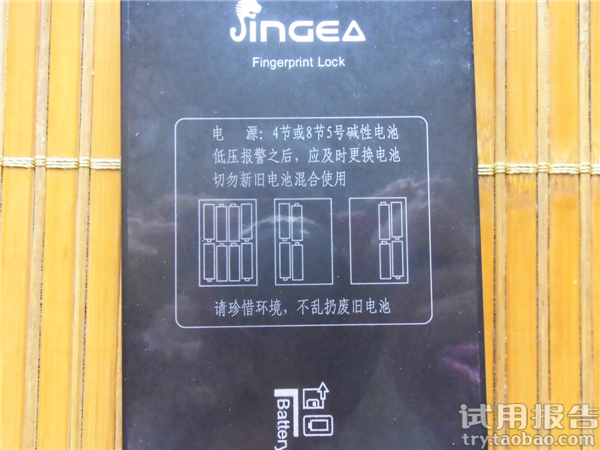 JINGEA
Fingerprint Lock
电 源：4节或8节5号碱性电池
低压报警之后，应及时更换电池
切勿新旧电池混合使用
请珍惜环境，不乱扔废旧电池
Battery
试用报告
try.taobao.com